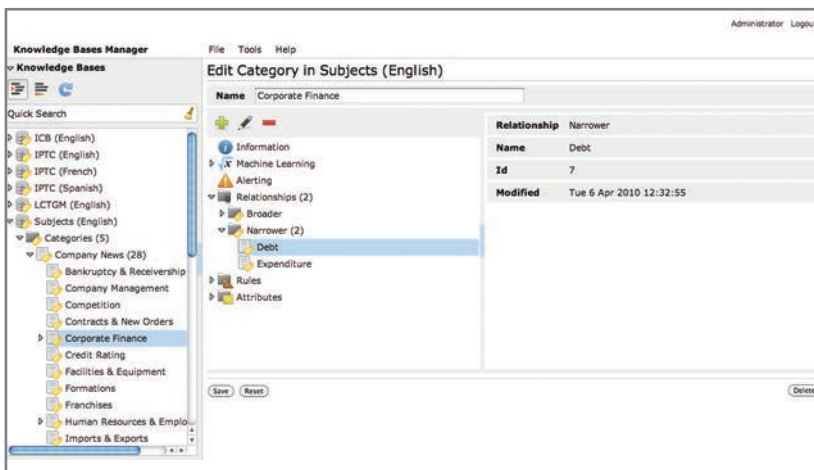 Administrator Logou
Knowledge Bases Manager
File Tools Help
Knowledge Bases
Edit Category in Subjects (English)
Name Corporate Finance
Quick Search
ICB (English)
IPTC (English)
IPTC (French)
IPTC (Spanish)
LCTGM (English)
Subjects (English)
Categories (5)
Company News (28)
Bankruptcy & Receivership
Company Management
Competition
Contracts & New Orders
Corporate Finance
Credit Rating
Facilities & Equipment
Formations
Franchises
Human Resources & Emplo
Imports & Exports
Information
√x Machine Learning
Alerting
Relationships (2)
Broader
Narrower (2)
Debt
Expenditure
Rules
Attributes
Relationship Narrower
Name Debt
Id 7
Modified Tue 6 Apr 2010 12:32:55
Save Reset
Delete